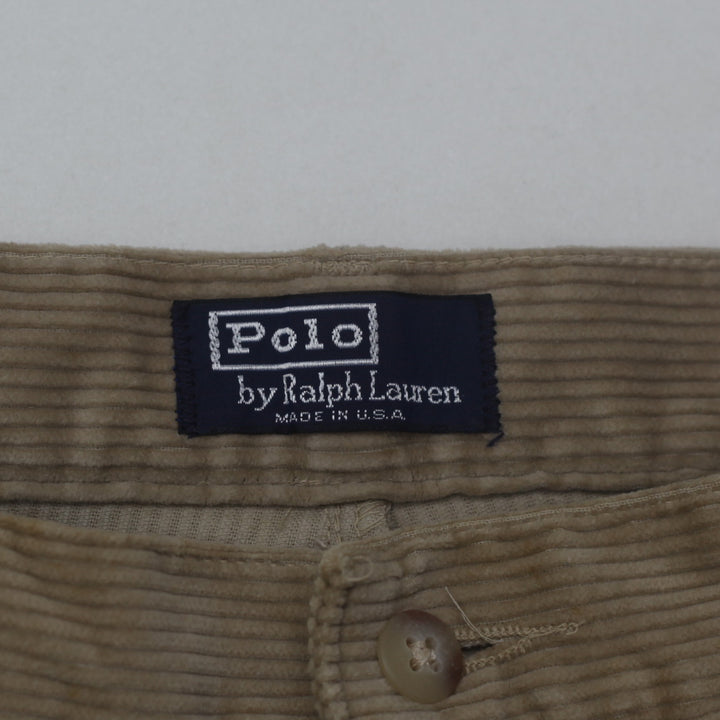 Polo
by Ralph Lauren
MADE IN U.S.A.